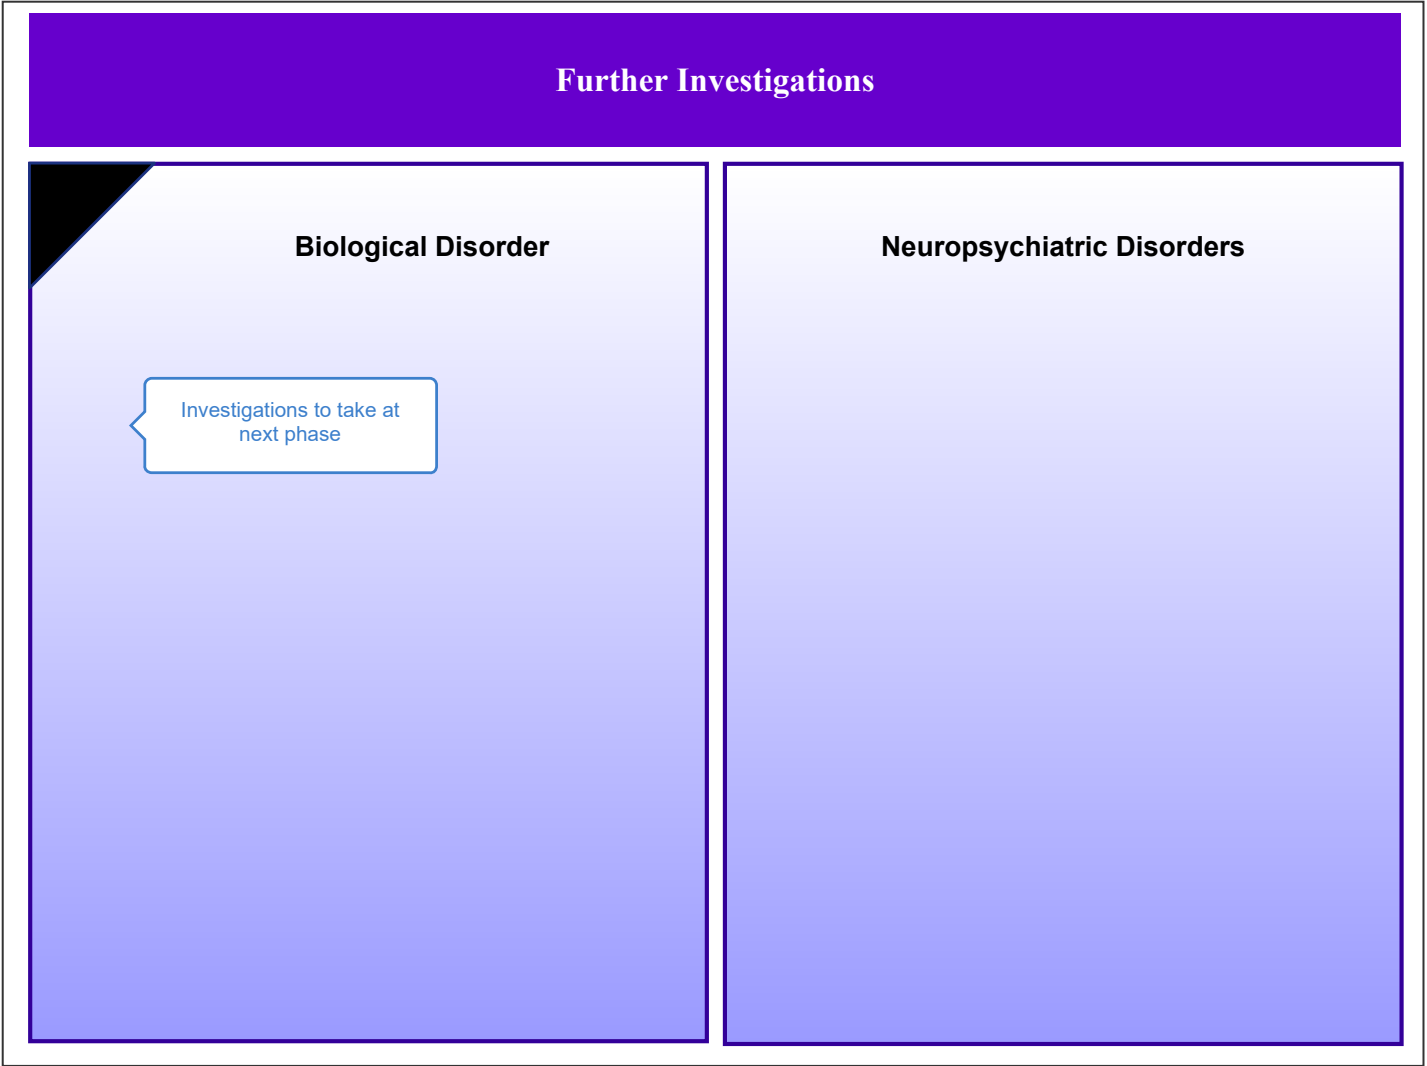 Further Investigations
Biological Disorder
Investigations to take at
next phase
Neuropsychiatric Disorders